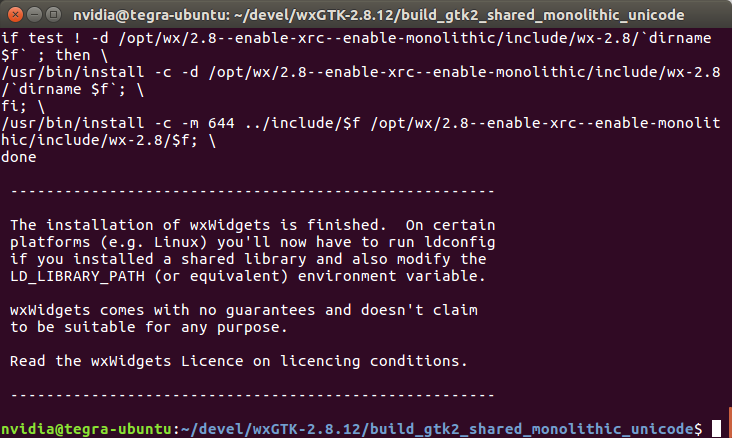 nvidia@tegra-ubuntu: ~/devel/wxGTK-2.8.12/build_gtk2_shared_monolithic_unicode
if test ! -d /opt/wx/2.8--enable-xrc--enable-monolithic/include/wx-2.8/`dirname
$f` ; then \
/usr/bin/install -c -d /opt/wx/2.8--enable-xrc--enable-monolithic/include/wx-2.8
/`dirname $f`; \
fi; \
/usr/bin/install -c -m 644 ../include/$f /opt/wx/2.8--enable-xrc--enable-monolit
hic/include/wx-2.8/$f; \
done
------------------------------------------------------
The installation of wxWidgets is finished.  On certain
platforms (e.g. Linux) you'll now have to run ldconfig
if you installed a shared library and also modify the
LD_LIBRARY_PATH (or equivalent) environment variable.
wxWidgets comes with no guarantees and doesn't claim
to be suitable for any purpose.
Read the wxWidgets Licence on licencing conditions.
------------------------------------------------------
nvidia@tegra-ubuntu:~/devel/wxGTK-2.8.12/build_gtk2_shared_monolithic_unicode$